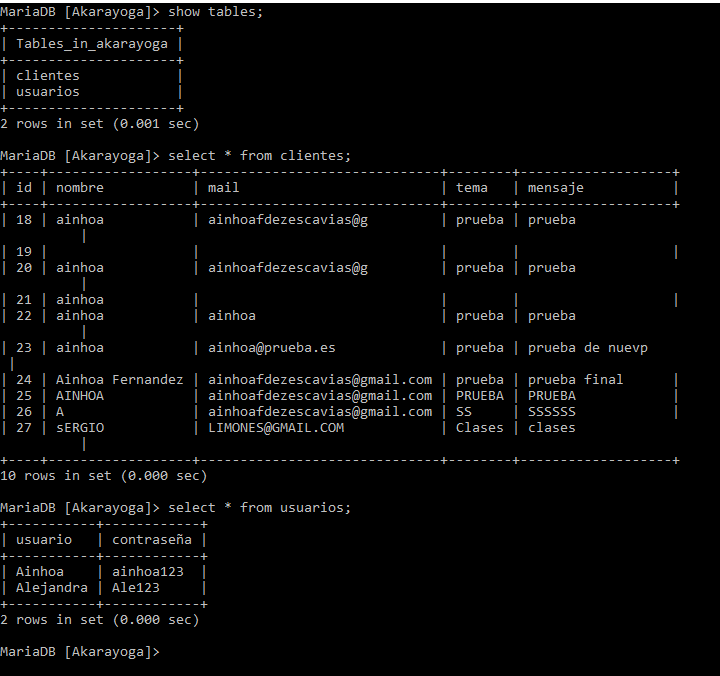 MariaDB [Akarayoga]> show tables;
+---------------------+
| Tables_in_akarayoga |
+---------------------+
| clientes            |
| usuarios            |
+---------------------+
2 rows in set (0.001 sec)

MariaDB [Akarayoga]> select * from clientes;
+----+------------------+-----------------------------+--------+-------------------+
| id | nombre           | mail                        | tema   | mensaje           |
+----+------------------+-----------------------------+--------+-------------------+
| 18 | ainhoa           | ainhoafdezescavias@g        | prueba | prueba
          |
| 19 |                  |                             |        |                   |
| 20 | ainhoa           | ainhoafdezescavias@g        | prueba | prueba
          |
| 21 | ainhoa           |                             |        |                   |
| 22 | ainhoa           | ainhoa                      | prueba | prueba
          |
| 23 | ainhoa           | ainhoa@prueba.es            | prueba | prueba de nuevp
 |
| 24 | Ainhoa Fernandez | ainhoafdezescavias@gmail.com | prueba | prueba final      |
| 25 | AINHOA           | ainhoafdezescavias@gmail.com | PRUEBA | PRUEBA            |
| 26 | A                | ainhoafdezescavias@gmail.com | SS     | SSSSSS            |
| 27 | sERGIO           | LIMONES@GMAIL.COM           | Clases | clases
          |
+----+------------------+-----------------------------+--------+-------------------+
10 rows in set (0.000 sec)

MariaDB [Akarayoga]> select * from usuarios;
+-----------+------------+
| usuario   | contraseña |
+-----------+------------+
| Ainhoa    | ainhoa123  |
| Alejandra | Ale123     |
+-----------+------------+
2 rows in set (0.000 sec)

MariaDB [Akarayoga]>